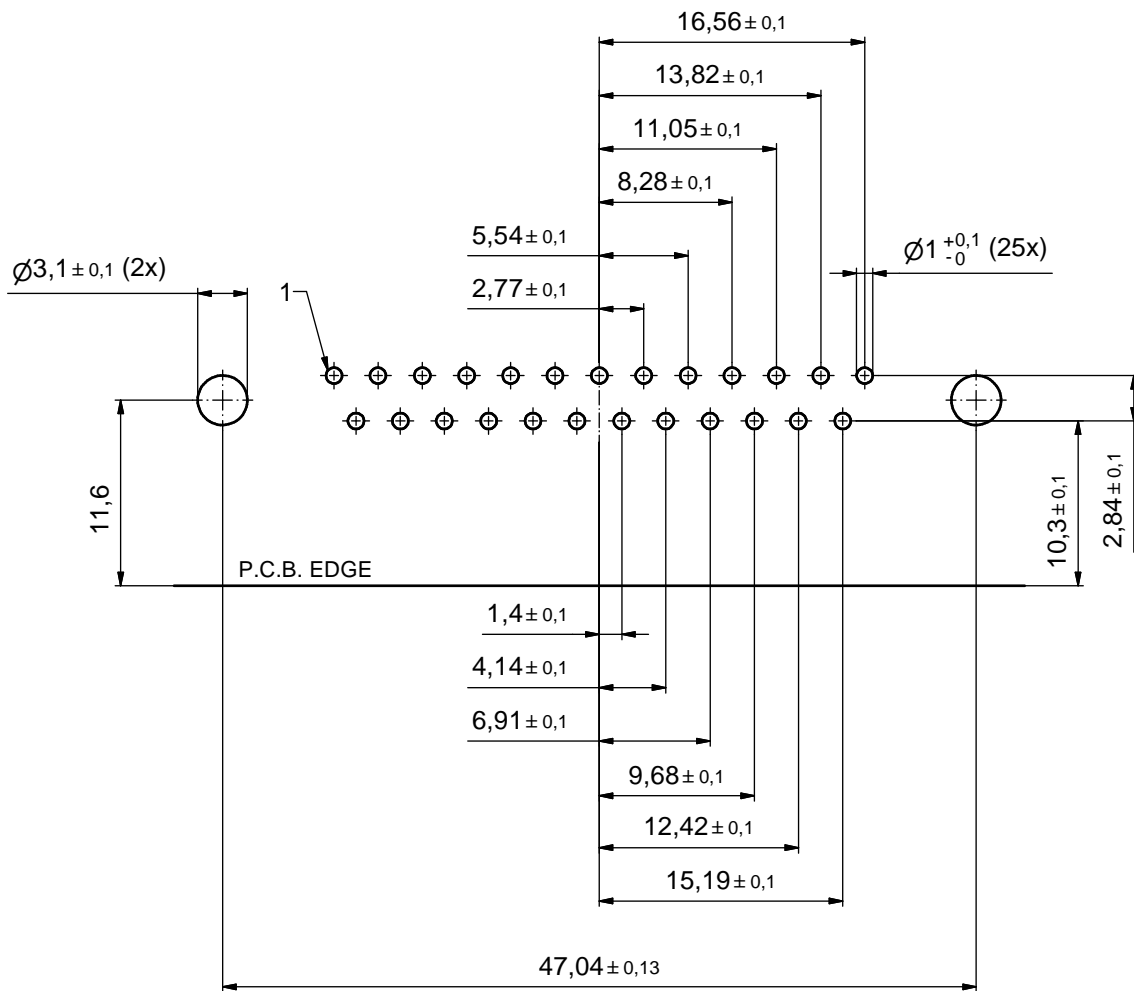 16,56 ± 0,1
13,82 ± 0,1
11,05 ± 0,1
8,28 ± 0,1
5,54 ± 0,1
Ø1 +0,1 -0 (25x)
Ø3,1 ± 0,1 (2x)
2,77 ± 0,1
1
11,6
10,3 ± 0,1
2,84 ± 0,1
P.C.B. EDGE
1,4 ± 0,1
4,14 ± 0,1
6,91 ± 0,1
9,68 ± 0,1
12,42 ± 0,1
15,19 ± 0,1
47,04 ± 0,13